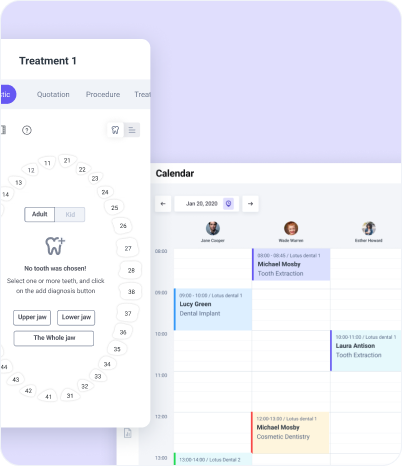 Treatment 1
stic
Quotation
Procedure
Treat
11
21
12
22
13
23
14
24
25
26
27
28
38
37
36
35
34
33
32
31
41
42
43
44
Adult
Kid
No tooth was chosen!
Select one or more teeth, and click
on the add diagnosis button
Upper jaw
Lower jaw
The Whole jaw
Calendar
Jan 20, 2020
Jane Cooper
Wade Warren
Esther Howard
08:00
08:00 - 08:45 / Lotus dental 1
Michael Mosby
Tooth Extraction
09:00
09:00 - 10:00 / Lotus dental 1
Lucy Green
Dental Implant
10:00
10:00-11:00 / Lotus dental 1
Laura Antison
Tooth Extraction
11:00
12:00
12:00-13:00 / Lotus dental 1
Michael Mosby
Cosmetic Dentistry
13:00
13:00-14:00 / Lotus Dental 2